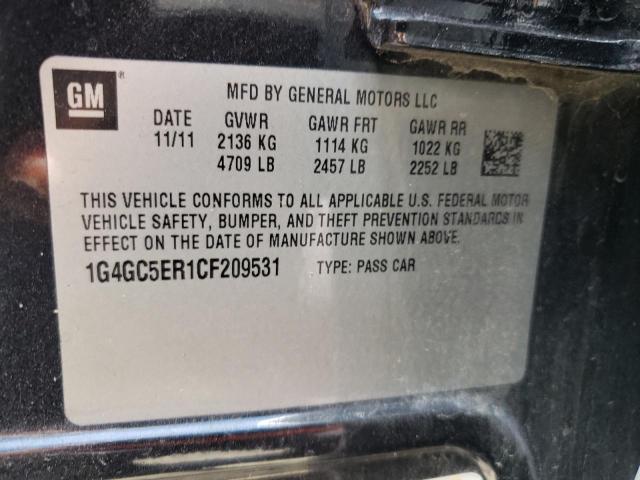 GM ®
MFD BY GENERAL MOTORS LLC
DATE GVWR GAWR FRT GAWR RR
11/11 2136 KG 1114 KG 1022 KG
4709 LB 2457 LB 2252 LB
THIS VEHICLE CONFORMS TO ALL APPLICABLE U.S. FEDERAL MOTOR
VEHICLE SAFETY, BUMPER, AND THEFT PREVENTION STANDARDS IN
EFFECT ON THE DATE OF MANUFACTURE SHOWN ABOVE.
1G4GC5ER1CF209531 TYPE: PASS CAR